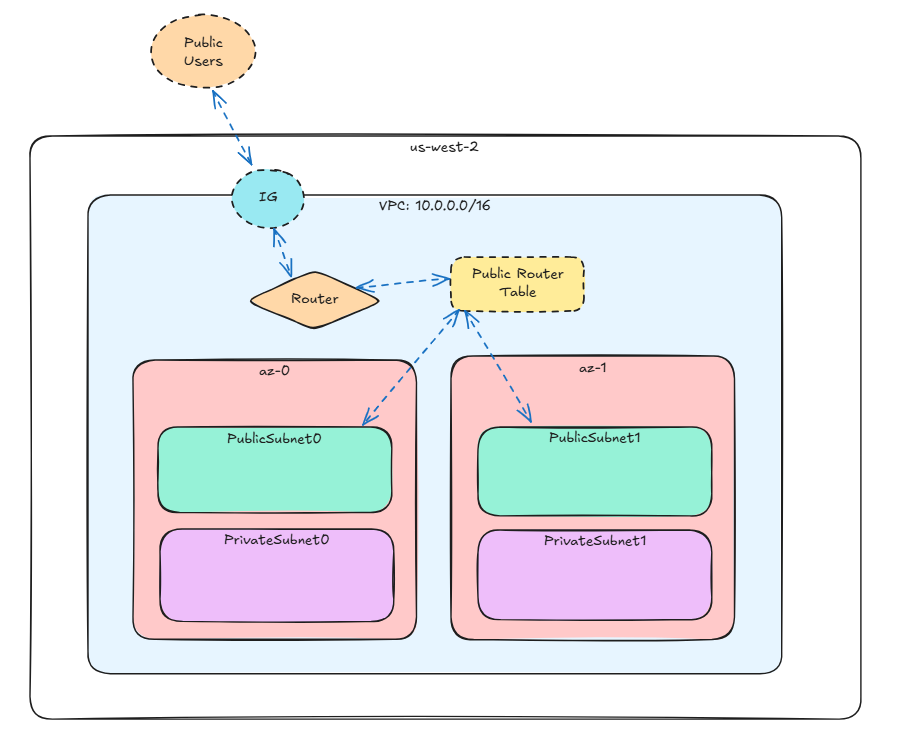 Public
Users
us-west-2
IG
VPC: 10.0.0.0/16
Public Router
Table
Router
az-0
az-1
PublicSubnet0
PublicSubnet1
PrivateSubnet0
PrivateSubnet1